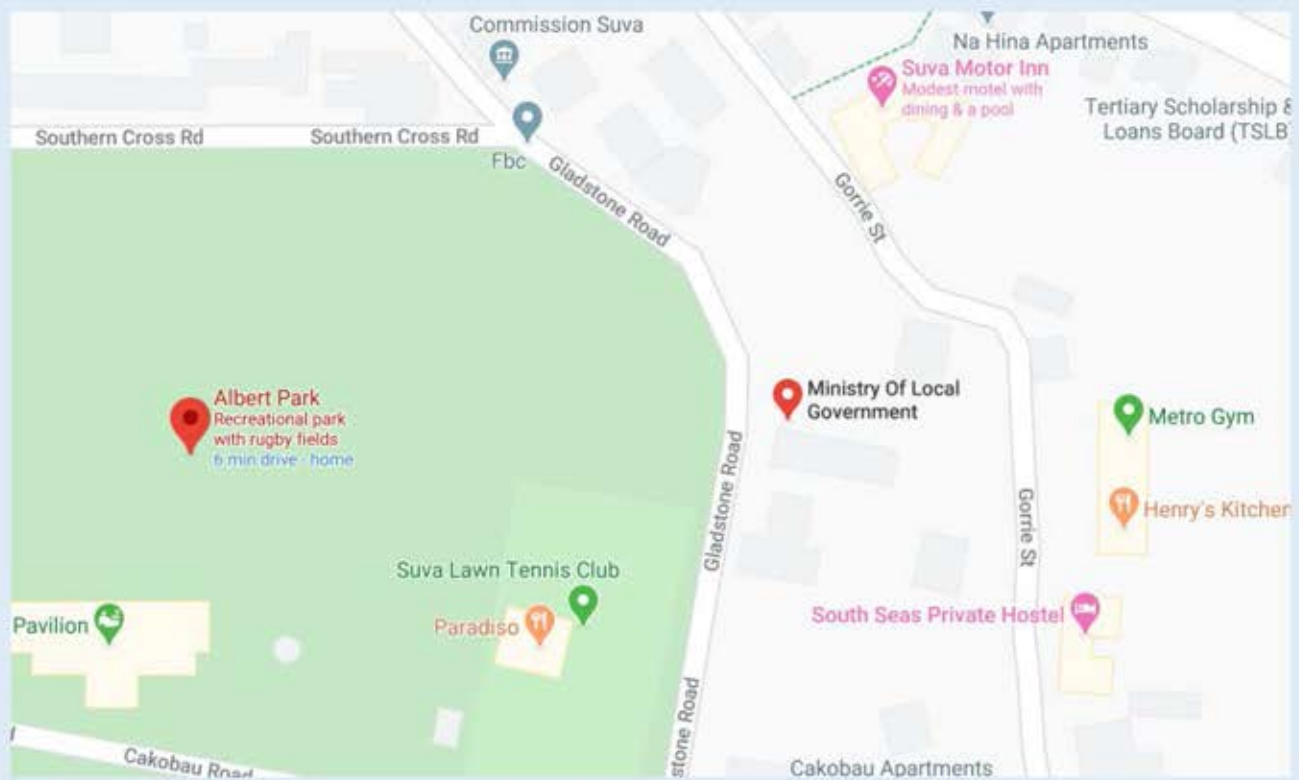 Commission Suva
Na Hina Apartments
Suva Motor Inn
Modest motel with
dining & a pool
Tertiary Scholarship &
Loans Board (TSLB)
Southern Cross Rd
Southern Cross Rd
Fbc
Gladstone Road
Gorrie St
Albert Park
Recreational park
with rugby fields
6 min drive - home
Ministry Of Local
Government
Metro Gym
Gladstone Road
Gorrie St
Henry's Kitchen
Suva Lawn Tennis Club
Pavilion
Paradiso
South Seas Private Hostel
stone Road
Cakobau Road
Cakobau Apartments